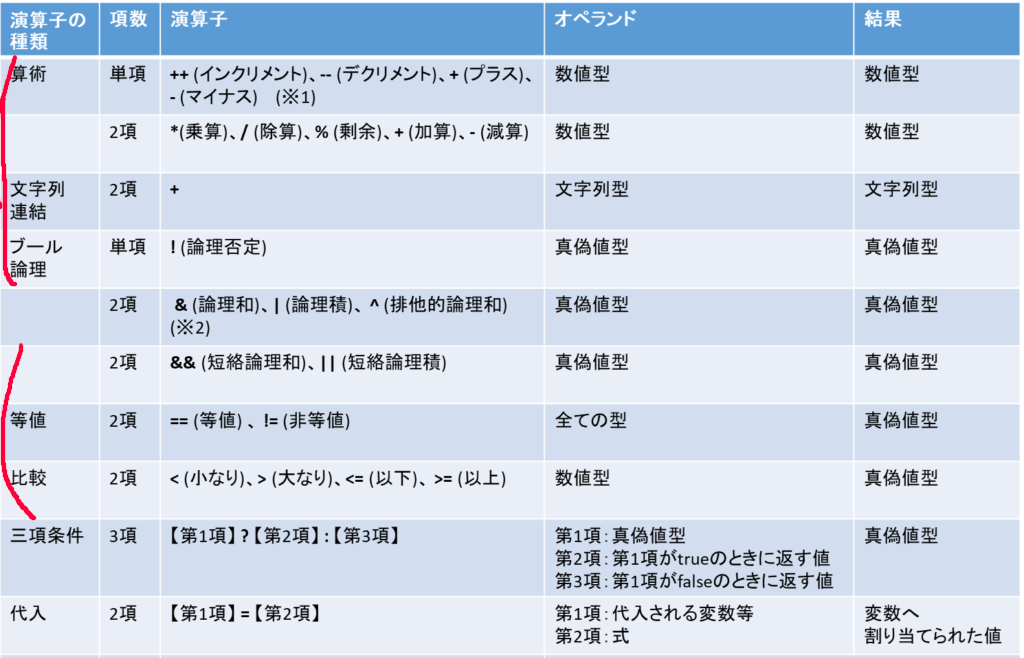 演算子の種類 項数 演算子 オペランド 結果
算術 単項 ++ (インクリメント)、-- (デクリメント)、+ (プラス)、 数値型 数値型
- (マイナス) (※1)
2項 *(乗算)、/ (除算)、% (剰余)、+ (加算)、- (減算) 数値型 数値型
文字列連結 2項 + 文字列型 文字列型
ブール論理 単項 ! (論理否定) 真偽値型 真偽値型
2項 & (論理和)、| (論理積)、^ (排他的論理和) 真偽値型 真偽値型
(※2)
2項 && (短絡論理和)、|| (短絡論理積) 真偽値型 真偽値型
等値 2項 == (等値) 、!= (非等値) 全ての型 真偽値型
比較 2項 < (小なり)、> (大なり)、<= (以下)、>= (以上) 数値型 真偽値型
三項条件 3項 【第1項】?【第2項】:【第3項】 第1項:真偽値型 真偽値型
第2項:第1項がtrueのときに返す値
第3項:第1項がfalseのときに返す値
代入 2項 【第1項】=【第2項】 第1項:代入される変数等 変数へ
第2項:式 割り当てられた値